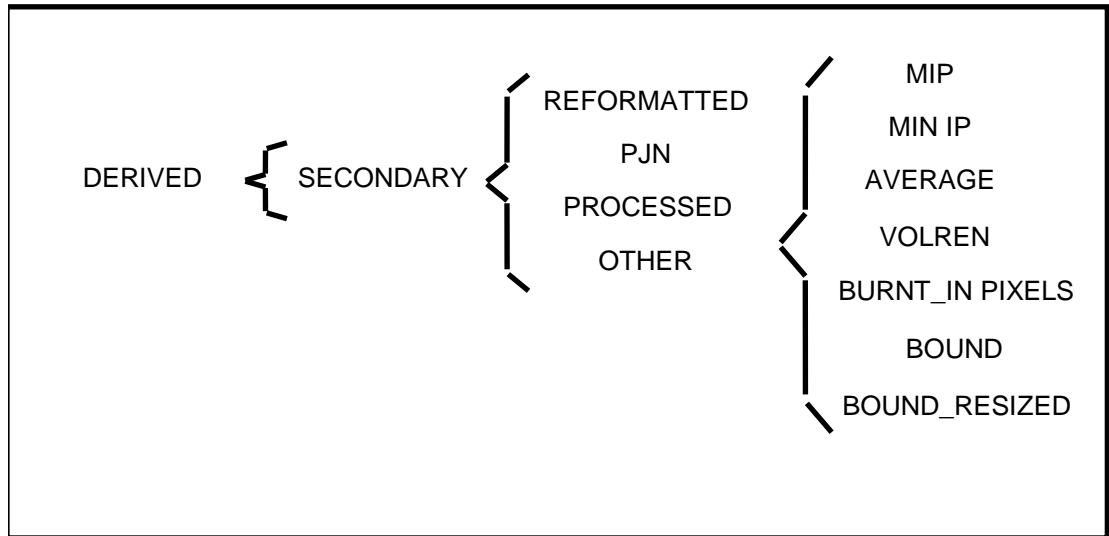 DERIVED
SECONDARY
REFORMATTED
PJN
PROCESSED
OTHER
MIP
MIN IP
AVERAGE
VOLREN
BURNT_IN PIXELS
BOUND
BOUND_RESIZED